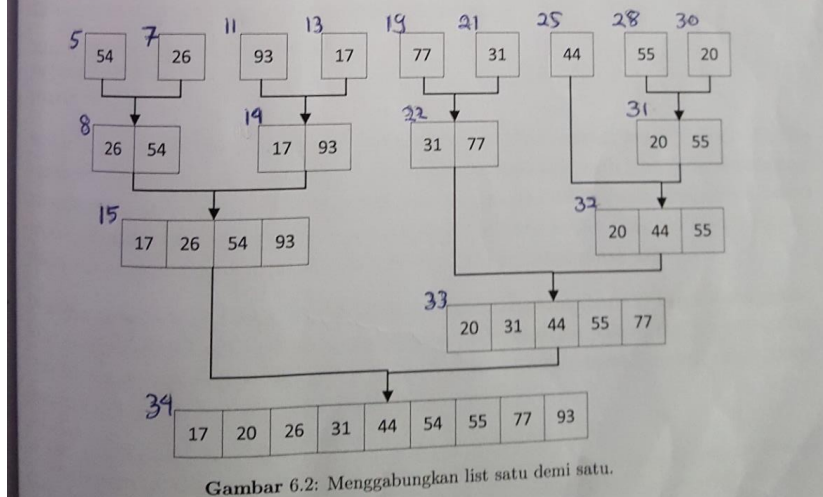 5 7 11 13 19 21 25 28 30
54 26 93 17 77 31 44 55 20
8 14 22 31
26 54 17 93 31 77 20 55
15 32
17 26 54 93 20 44 55
33
20 31 44 55 77
34
17 20 26 31 44 54 55 77 93
Gambar 6.2: Menggabungkan list satu demi satu.